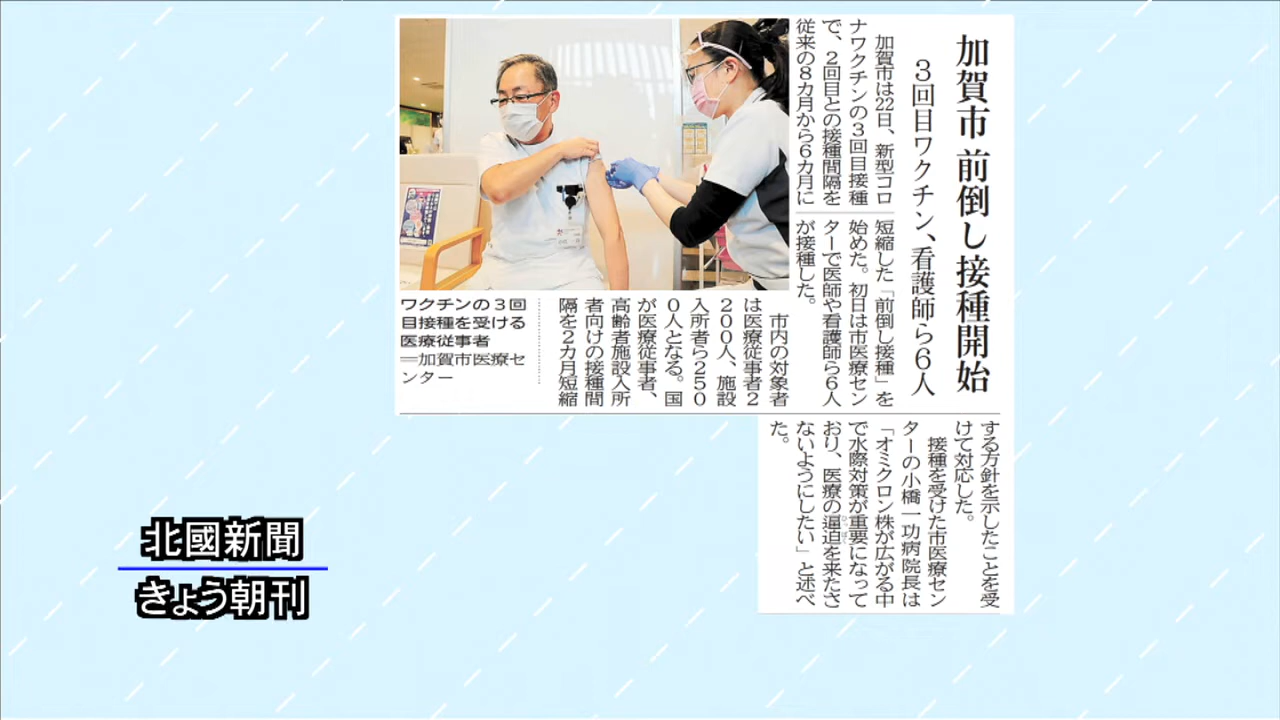 加賀市 前倒し接種開始
3回目ワクチン、看護師ら6人
加賀市は22日、新型コロ
ナワクチンの3回目接種
で、2回目との接種間隔を
従来の8カ月から6カ月に
短縮した「前倒し接種」を
始めた。初日は市医療セン
ターで医師や看護師ら6人
が接種した。
市内の対象者
は医療従事者2
200人、施設
入所者ら250
0人となる。国
が医療従事者、
高齢者施設入所
者向けの接種間
隔を2カ月短縮
する方針を示したことを受
けて対応した。
接種を受けた市医療セン
ターの小橋一功病院長は
「オミクロン株が広がる中
で水際対策が重要になって
おり、医療の逼迫を来たさ
ないようにしたい」と述べ
た。
ワクチンの3回
目接種を受ける
医療従事者
=加賀市医療セ
ンター
北國新聞
きょう朝刊